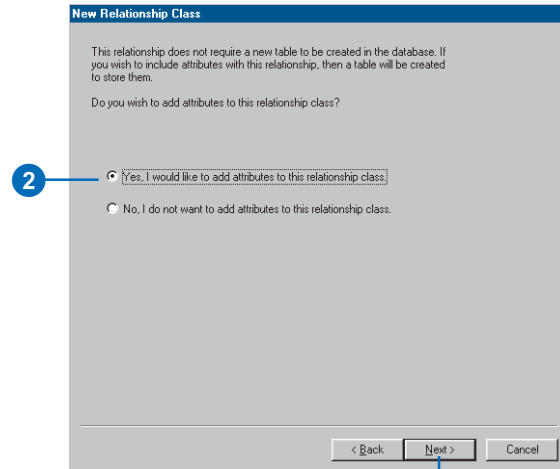 New Relationship Class
This relationship does not require a new table to be created in the database. If
you wish to include attributes with this relationship, then a table will be created
to store them.
Do you wish to add attributes to this relationship class?
2
Yes, I would like to add attributes to this relationship class.
No, I do not want to add attributes to this relationship class.
< Back Next > Cancel